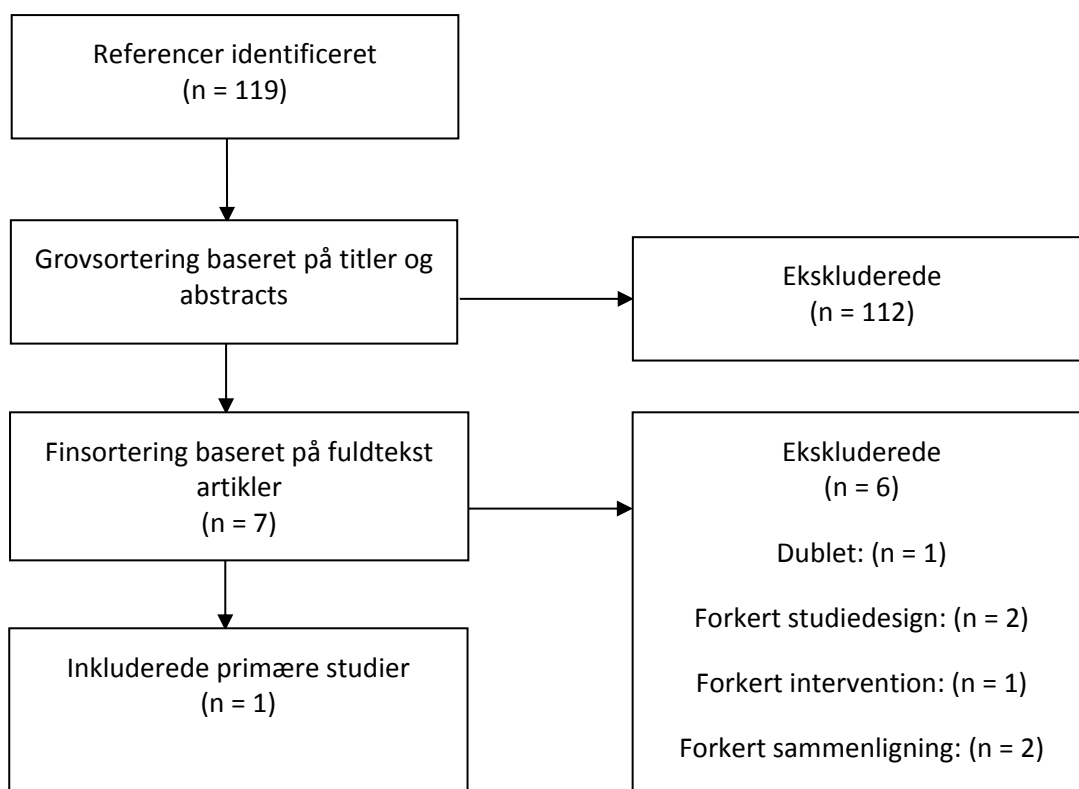 Referencer identificeret
(n = 119)
Grovsortering baseret på titler og
abstracts
Ekskluderede
(n = 112)
Finsortering baseret på fuldtekst
artikler
(n = 7)
Ekskluderede
(n = 6)
Dublet: (n = 1)
Forkert studiedesign: (n = 2)
Forkert intervention: (n = 1)
Forkert sammenligning: (n = 2)
Inkluderede primære studier
(n = 1)